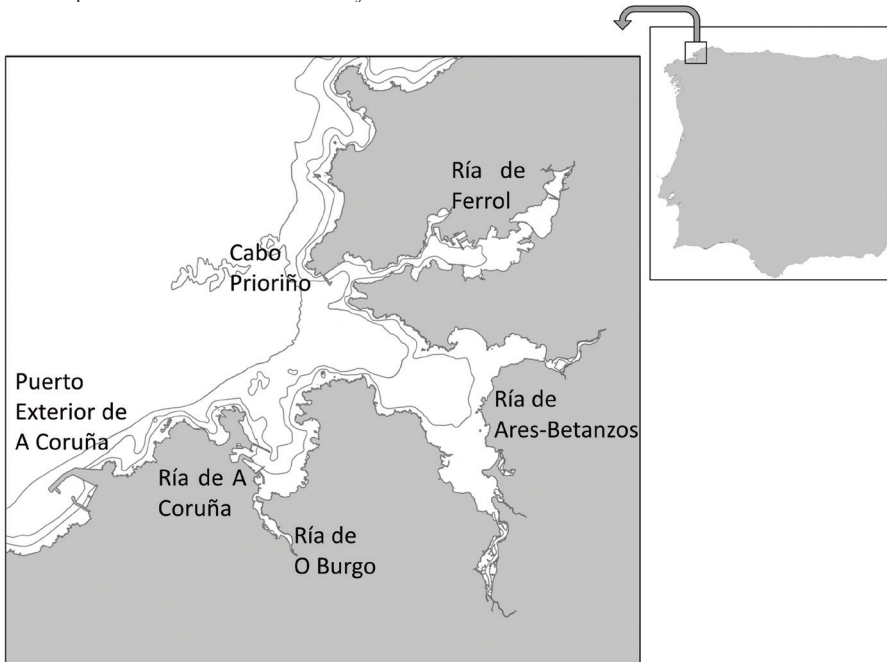 Ría de
Ferrol
Cabo
Prioriño
Puerto
Exterior de
A Coruña
Ría de
Ares-Betanzos
Ría de A
Coruña
Ría de
O Burgo